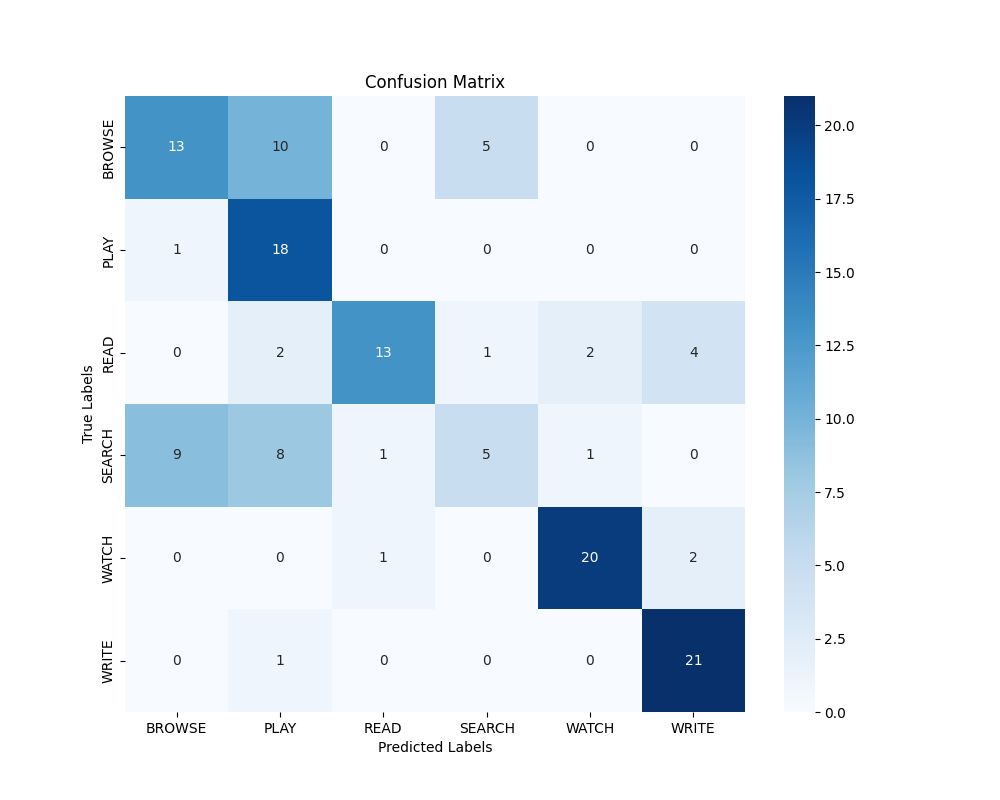 Confusion Matrix
BROWSE 13 10 0 5 0 0
PLAY 1 18 0 0 0 0
READ 0 2 13 1 2 4
SEARCH 9 8 1 5 1 0
WATCH 0 0 1 0 20 2
WRITE 0 1 0 0 0 21
True Labels
BROWSE PLAY READ SEARCH WATCH WRITE
Predicted Labels
20.0
17.5
15.0
12.5
10.0
7.5
5.0
2.5
0.0